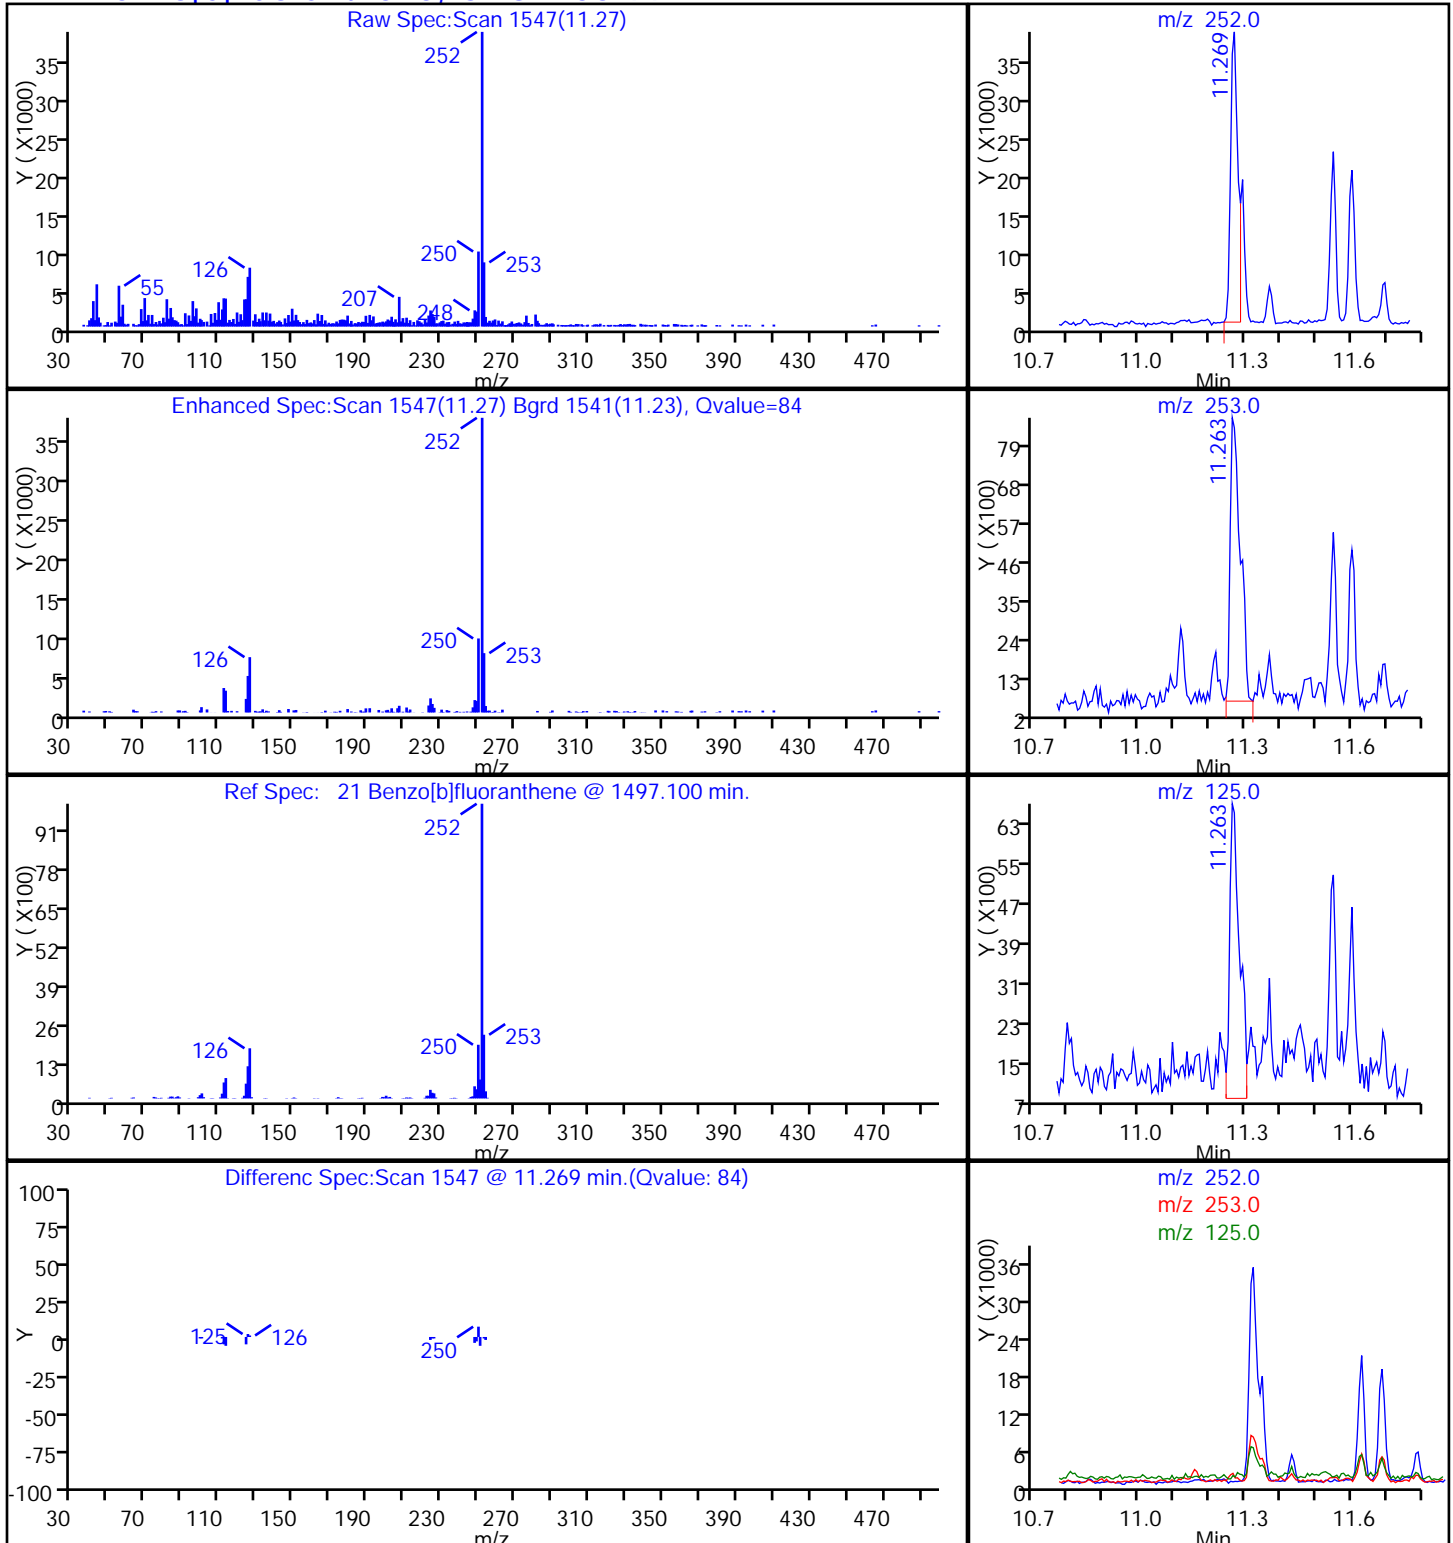 Raw Spec:Scan 1547(11.27)
Y ( X1000)
35
30
25
20
15
10
5
0
252
250
253
126
55
207
248
30 70 110 150 190 230 270 310 350 390 430 470
m/z
m/z 252.0
Y ( X1000)
35
30
25
20
15
10
5
0
11.269
10.7 11.0 11.3 11.6
Min
Enhanced Spec:Scan 1547(11.27) Bgrd 1541(11.23), Qvalue=84
Y ( X1000)
35
30
25
20
15
10
5
0
252
250
253
126
30 70 110 150 190 230 270 310 350 390 430 470
m/z
m/z 253.0
Y ( X100)
79
68
57
46
35
24
13
2
11.263
10.7 11.0 11.3 11.6
Min
Ref Spec: 21 Benzo[b]fluoranthene @ 1497.100 min.
Y ( X100)
91
78
65
52
39
26
13
0
252
250
253
126
30 70 110 150 190 230 270 310 350 390 430 470
m/z
m/z 125.0
Y ( X100)
63
55
47
39
31
23
15
7
11.263
10.7 11.0 11.3 11.6
Min
Differenc Spec:Scan 1547 @ 11.269 min.(Qvalue: 84)
Y
100
75
50
25
0
-25
-50
-75
-100
125
126
250
30 70 110 150 190 230 270 310 350 390 430 470
m/z
m/z 252.0
m/z 253.0
m/z 125.0
Y ( X1000)
36
30
24
18
12
6
0
10.7 11.0 11.3 11.6
Min